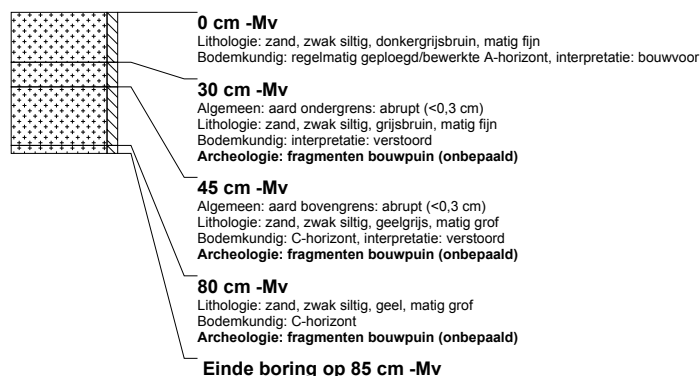 0 cm -Mv
Lithologie: zand, zwak siltig, donkergrijsbruin, matig fijn
Bodemkundig: regelmatig geploegd/bewerkte A-horizont, interpretatie: bouwvoor
30 cm -Mv
Algemeen: aard ondergrens: abrupt (<0,3 cm)
Lithologie: zand, zwak siltig, grijsbruin, matig fijn
Bodemkundig: interpretatie: verstoord
Archeologie: fragmenten bouwpuin (onbepaald)
45 cm -Mv
Algemeen: aard bovengrens: abrupt (<0,3 cm)
Lithologie: zand, zwak siltig, geelgrijs, matig grof
Bodemkundig: C-horizont, interpretatie: verstoord
Archeologie: fragmenten bouwpuin (onbepaald)
80 cm -Mv
Lithologie: zand, zwak siltig, geel, matig grof
Bodemkundig: C-horizont
Archeologie: fragmenten bouwpuin (onbepaald)
Einde boring op 85 cm -Mv